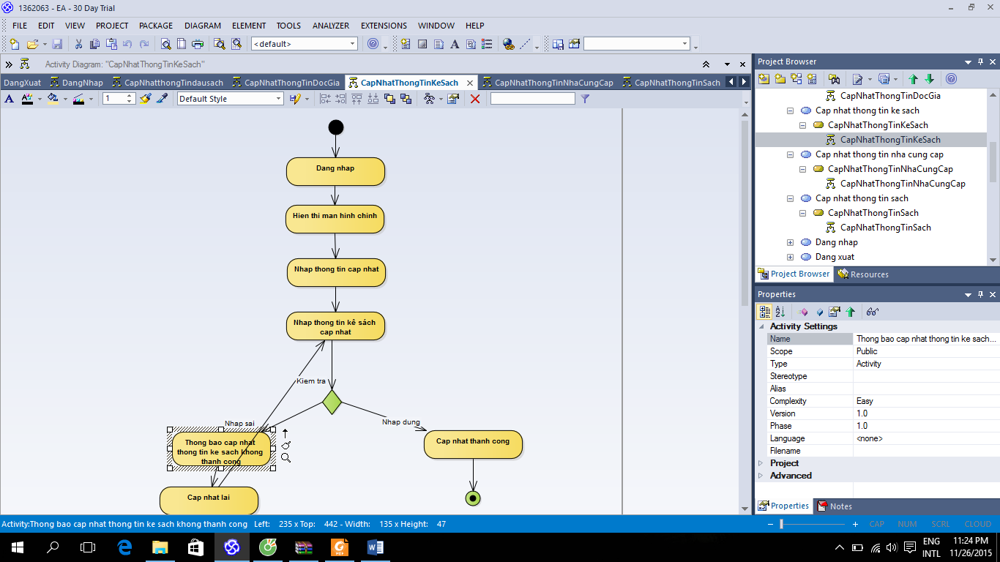 1362063 - EA - 30 Day Trial
FILE EDIT VIEW PROJECT PACKAGE DIAGRAM ELEMENT TOOLS ANALYZER EXTENSIONS WINDOW HELP
<default>
Activity Diagram: "CapNhatThongTinKeSach"
DangXuat DangNhap CapNhatthongTindausach CapNhatThongTinDocGia CapNhatThongTinKeSach CapNhatThongTinNhaCungCap CapNhatThongTinSach
1 Default Style
Dang nhap
Hien thi man hinh chinh
Nhap thong tin cap nhat
Nhap thong tin kê sách
cap nhat
Kiem tra
Nhap sai
Nhap dung
Thong bao cap nhat
thong tin ke sach khong
thanh cong
Cap nhat thanh cong
Cap nhat lai
Project Browser
CapNhatThongTinDocGia
Cap nhat thong tin ke sach
CapNhatThongTinKeSach
CapNhatThongTinKeSach
Cap nhat thong tin nha cung cap
CapNhatThongTinNhaCungCap
CapNhatThongTinNhaCungCap
Cap nhat thong tin sach
CapNhatThongTinSach
CapNhatThongTinSach
Dang nhap
Dang xuat
Project Browser Resources
Properties
Activity Settings
Name Thong bao cap nhat thong tin ke sach...
Scope Public
Type Activity
Stereotype
Alias
Complexity Easy
Version 1.0
Phase 1.0
Language <none>
Filename
Project
Advanced
Properties Notes
Activity:Thong bao cap nhat thong tin ke sach khong thanh cong Left: 235 x Top: 442 - Width: 135 x Height: 47
CAP NUM SCRL CLOUD
ENG 11:24 PM
INTL 11/26/2015